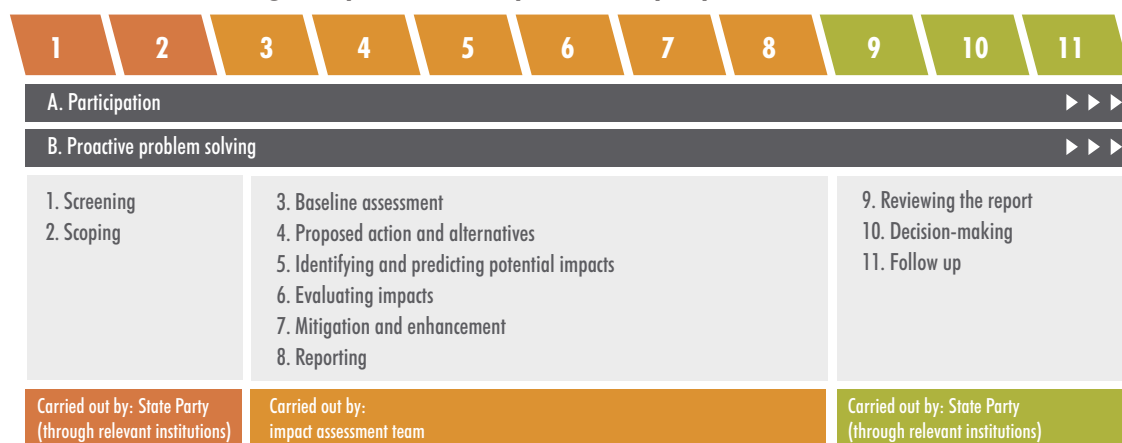 1 2 3 4 5 6 7 8 9 10 11
A. Participation
B. Proactive problem solving
1. Screening
2. Scoping
3. Baseline assessment
4. Proposed action and alternatives
5. Identifying and predicting potential impacts
6. Evaluating impacts
7. Mitigation and enhancement
8. Reporting
9. Reviewing the report
10. Decision-making
11. Follow up
Carried out by: State Party
(through relevant institutions)
Carried out by:
impact assessment team
Carried out by: State Party
(through relevant institutions)